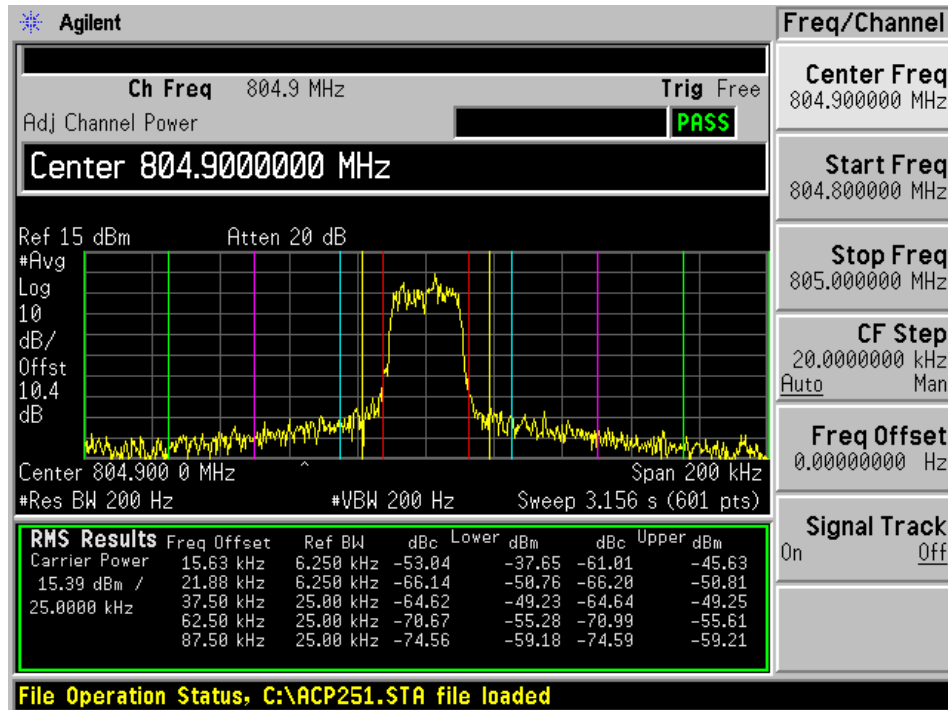 Agilent
Freq/Channel
Ch Freq 804.9 MHz Trig Free
Adj Channel Power PASS
Center 804.9000000 MHz
Ref 15 dBm Atten 20 dB
#Avg
Log
10
dB/
Offst
10.4
dB
Center 804.900 0 MHz ^ Span 200 kHz
#Res BW 200 Hz #VBW 200 Hz Sweep 3.156 s (601 pts)
RMS Results Freq Offset Ref BW dBc Lower dBm dBc Upper dBm
Carrier Power 15.63 kHz 6.250 kHz -53.04 -37.65 -61.01 -45.63
15.39 dBm / 21.88 kHz 6.250 kHz -66.14 -50.76 -66.20 -50.81
25.0000 kHz 37.50 kHz 25.00 kHz -64.62 -49.23 -64.64 -49.25
62.50 kHz 25.00 kHz -70.67 -55.28 -70.99 -55.61
87.50 kHz 25.00 kHz -74.56 -59.18 -74.59 -59.21
File Operation Status, C:\ACP251.STA file loaded
Center Freq
804.900000 MHz
Start Freq
804.800000 MHz
Stop Freq
805.000000 MHz
CF Step
20.0000000 kHz
Auto Man
Freq Offset
0.00000000 Hz
Signal Track
On Off